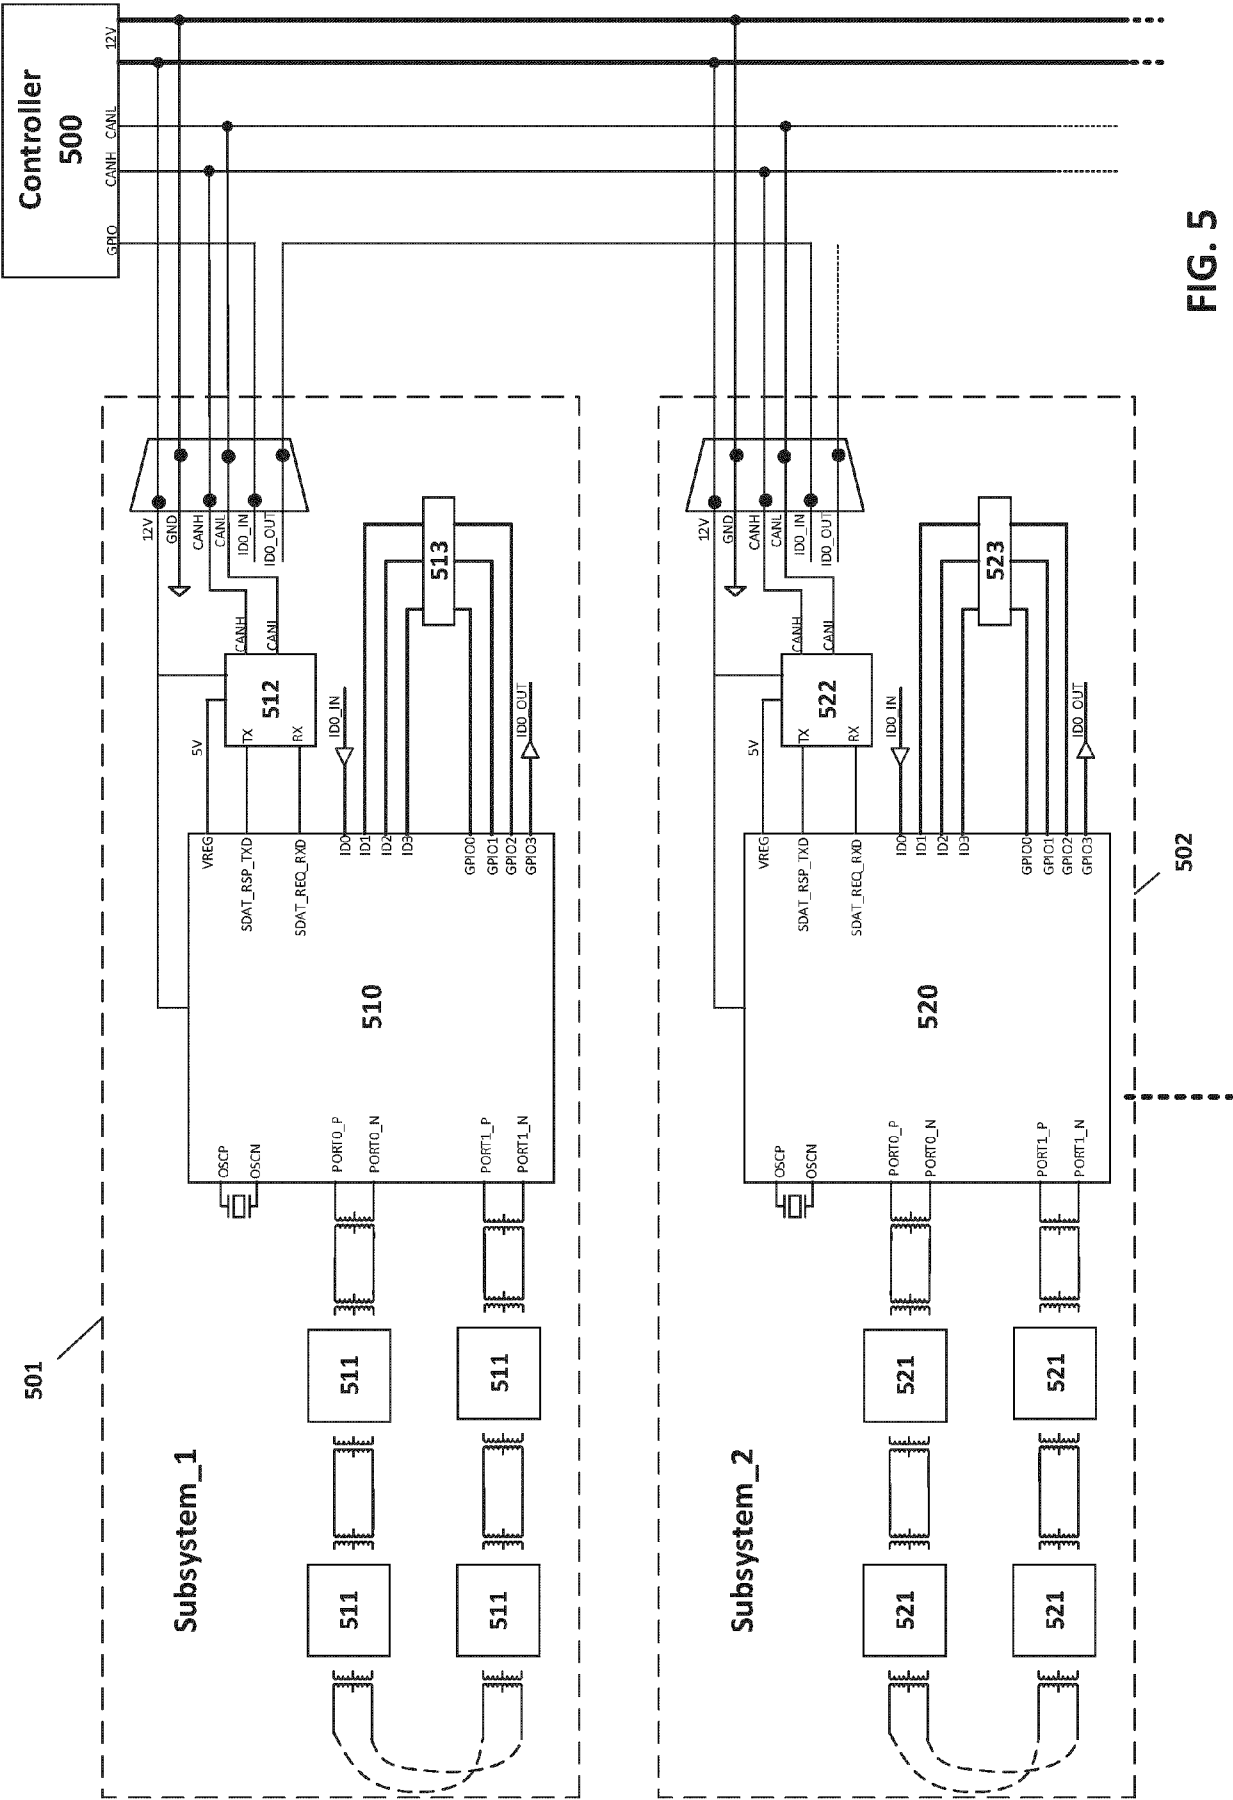 Controller
500
12V
CANL
CANH
GPIO
FIG. 5
12V
GND
CANH
CANL
ID0_IN
ID0_OUT
CANH
CANL
512
TX
RX
5V
ID0_IN
513
ID0_OUT
VREG
SDAT_RSP_TXD
SDAT_REQ_RXD
ID0
ID1
ID2
ID3
GPIO0
GPIO1
GPIO2
GPIO3
510
OSCP
OSCN
PORT0_P
PORT0_N
PORT1_P
PORT1_N
511
511
511
511
Subsystem_1
501
12V
GND
CANH
CANL
ID0_IN
ID0_OUT
CANH
CANL
522
TX
RX
5V
ID0_IN
523
ID0_OUT
VREG
SDAT_RSP_TXD
SDAT_REQ_RXD
ID0
ID1
ID2
ID3
GPIO0
GPIO1
GPIO2
GPIO3
520
OSCP
OSCN
PORT0_P
PORT0_N
PORT1_P
PORT1_N
521
521
521
521
Subsystem_2
502